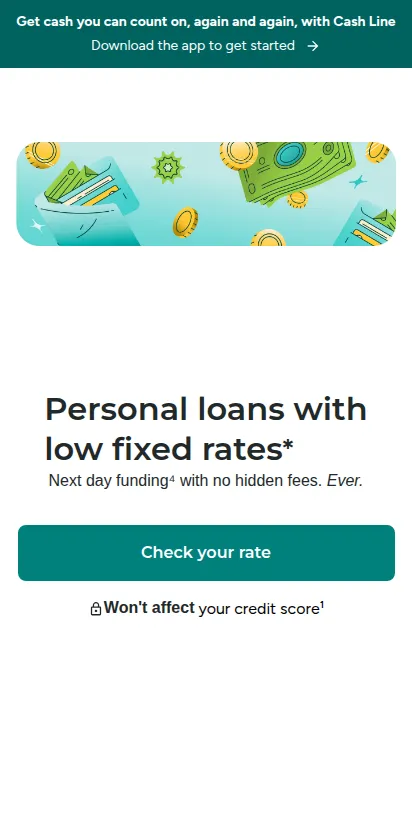 Get cash you can count on, again and again, with Cash Line
Download the app to get started →
Personal loans with
low fixed rates*
Next day funding⁴ with no hidden fees. Ever.
Check your rate
Won't affect your credit score¹